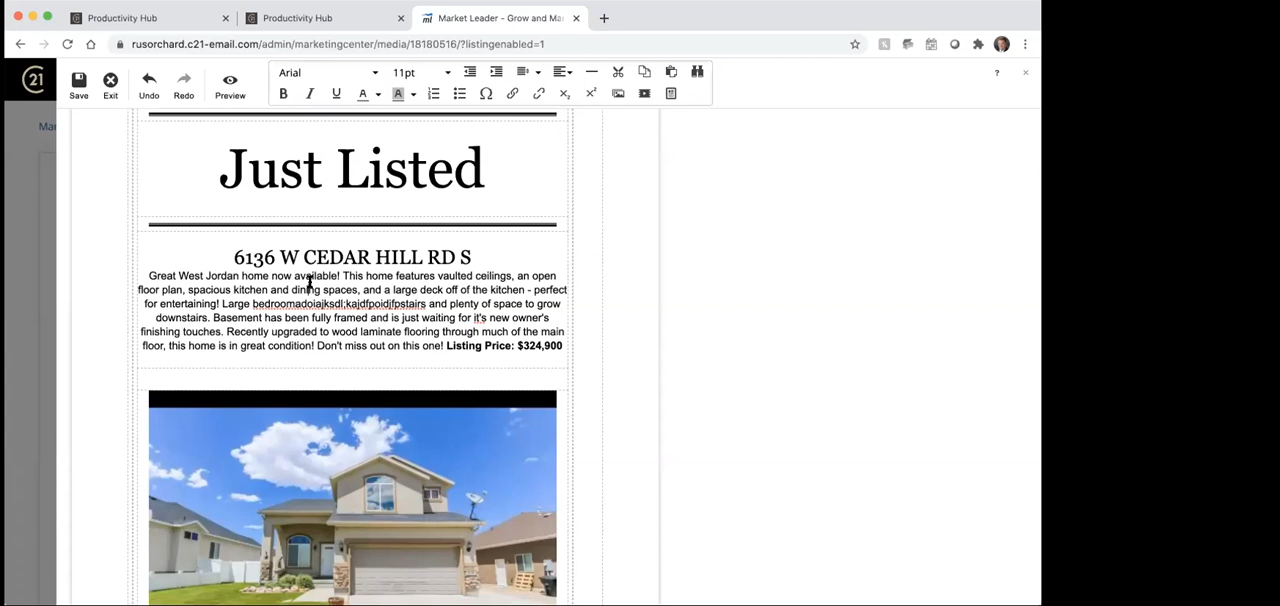 Productivity Hub
Productivity Hub
Market Leader - Grow and Ma
rusorchard.c21-email.com/admin/marketingcenter/media/18180516/?listingenabled=1
21
Save
Exit
Undo
Redo
Preview
Arial
11pt
?
B I U A A
Mar
Just Listed
6136 W CEDAR HILL RD S
Great West Jordan home now available! This home features vaulted ceilings, an open
floor plan, spacious kitchen and dining spaces, and a large deck off of the kitchen - perfect
for entertaining! Large bedroomadoiajksdl;kajdfpoidjfpstairs and plenty of space to grow
downstairs. Basement has been fully framed and is just waiting for it's new owner's
finishing touches. Recently upgraded to wood laminate flooring through much of the main
floor, this home is in great condition! Don't miss out on this one! Listing Price: $324,900